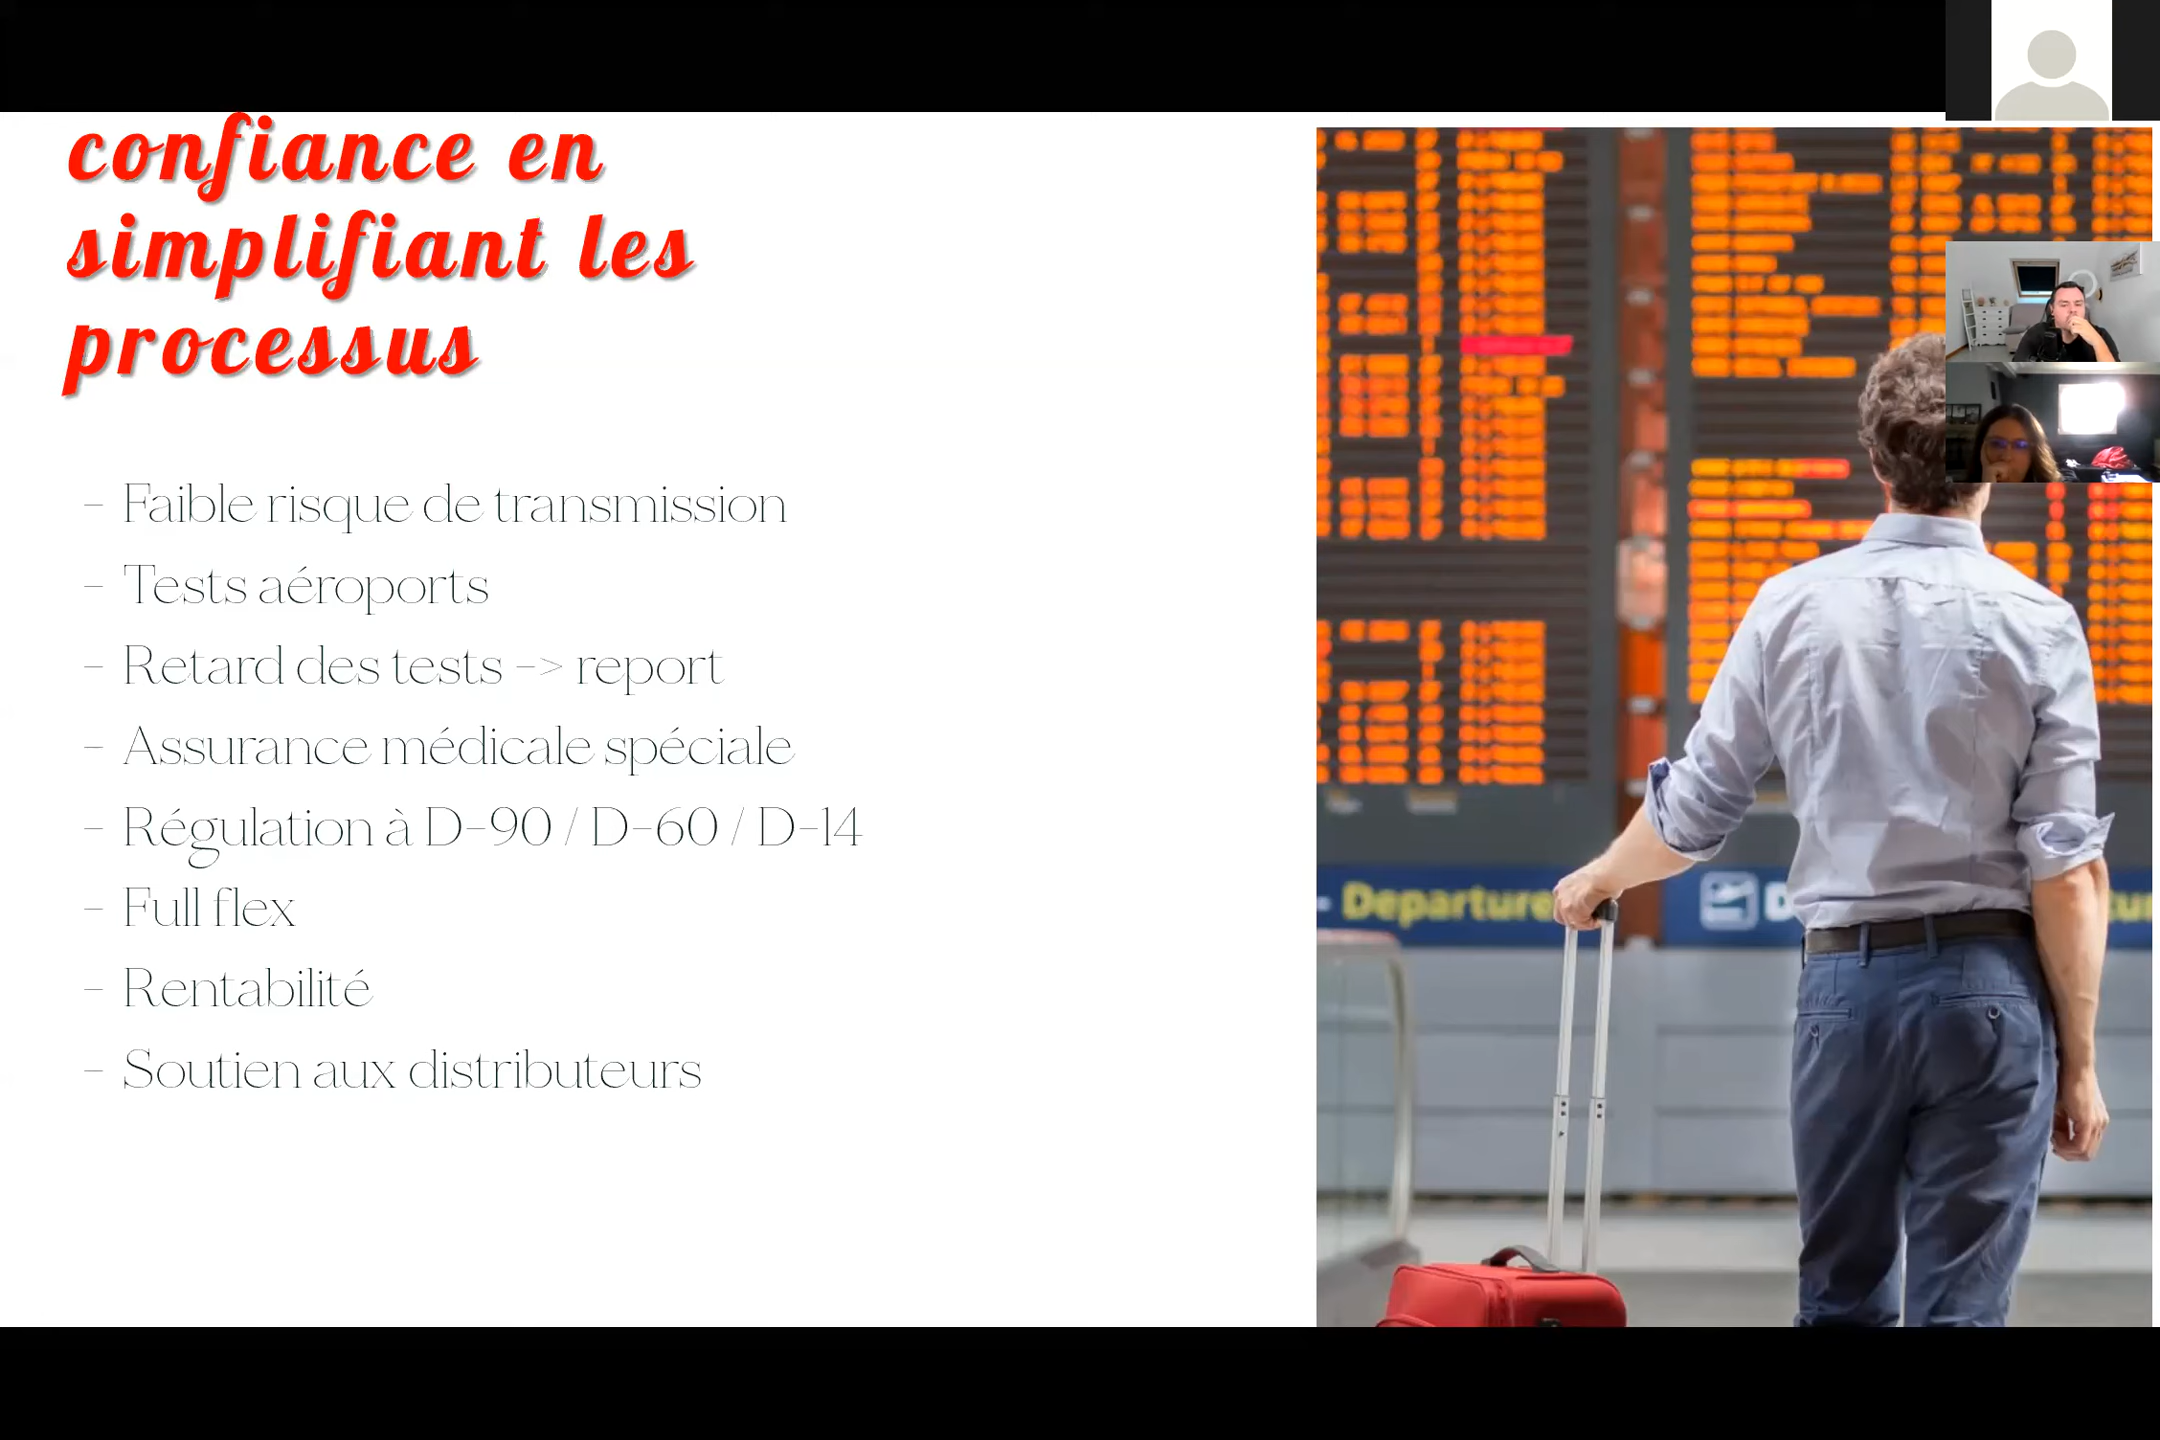 confiance en
simplifiant les
processus
- Faible risque de transmission
- Tests aéroports
- Retard des tests -> report
- Assurance médicale spéciale
- Régulation à D-90 / D-60 / D-14
- Full flex
- Rentabilité
- Soutien aux distributeurs
Departure